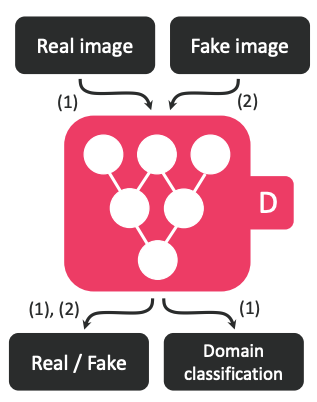 Real image
Fake image
(1)
(2)
D
(1), (2)
(1)
Real / Fake
Domain
classification